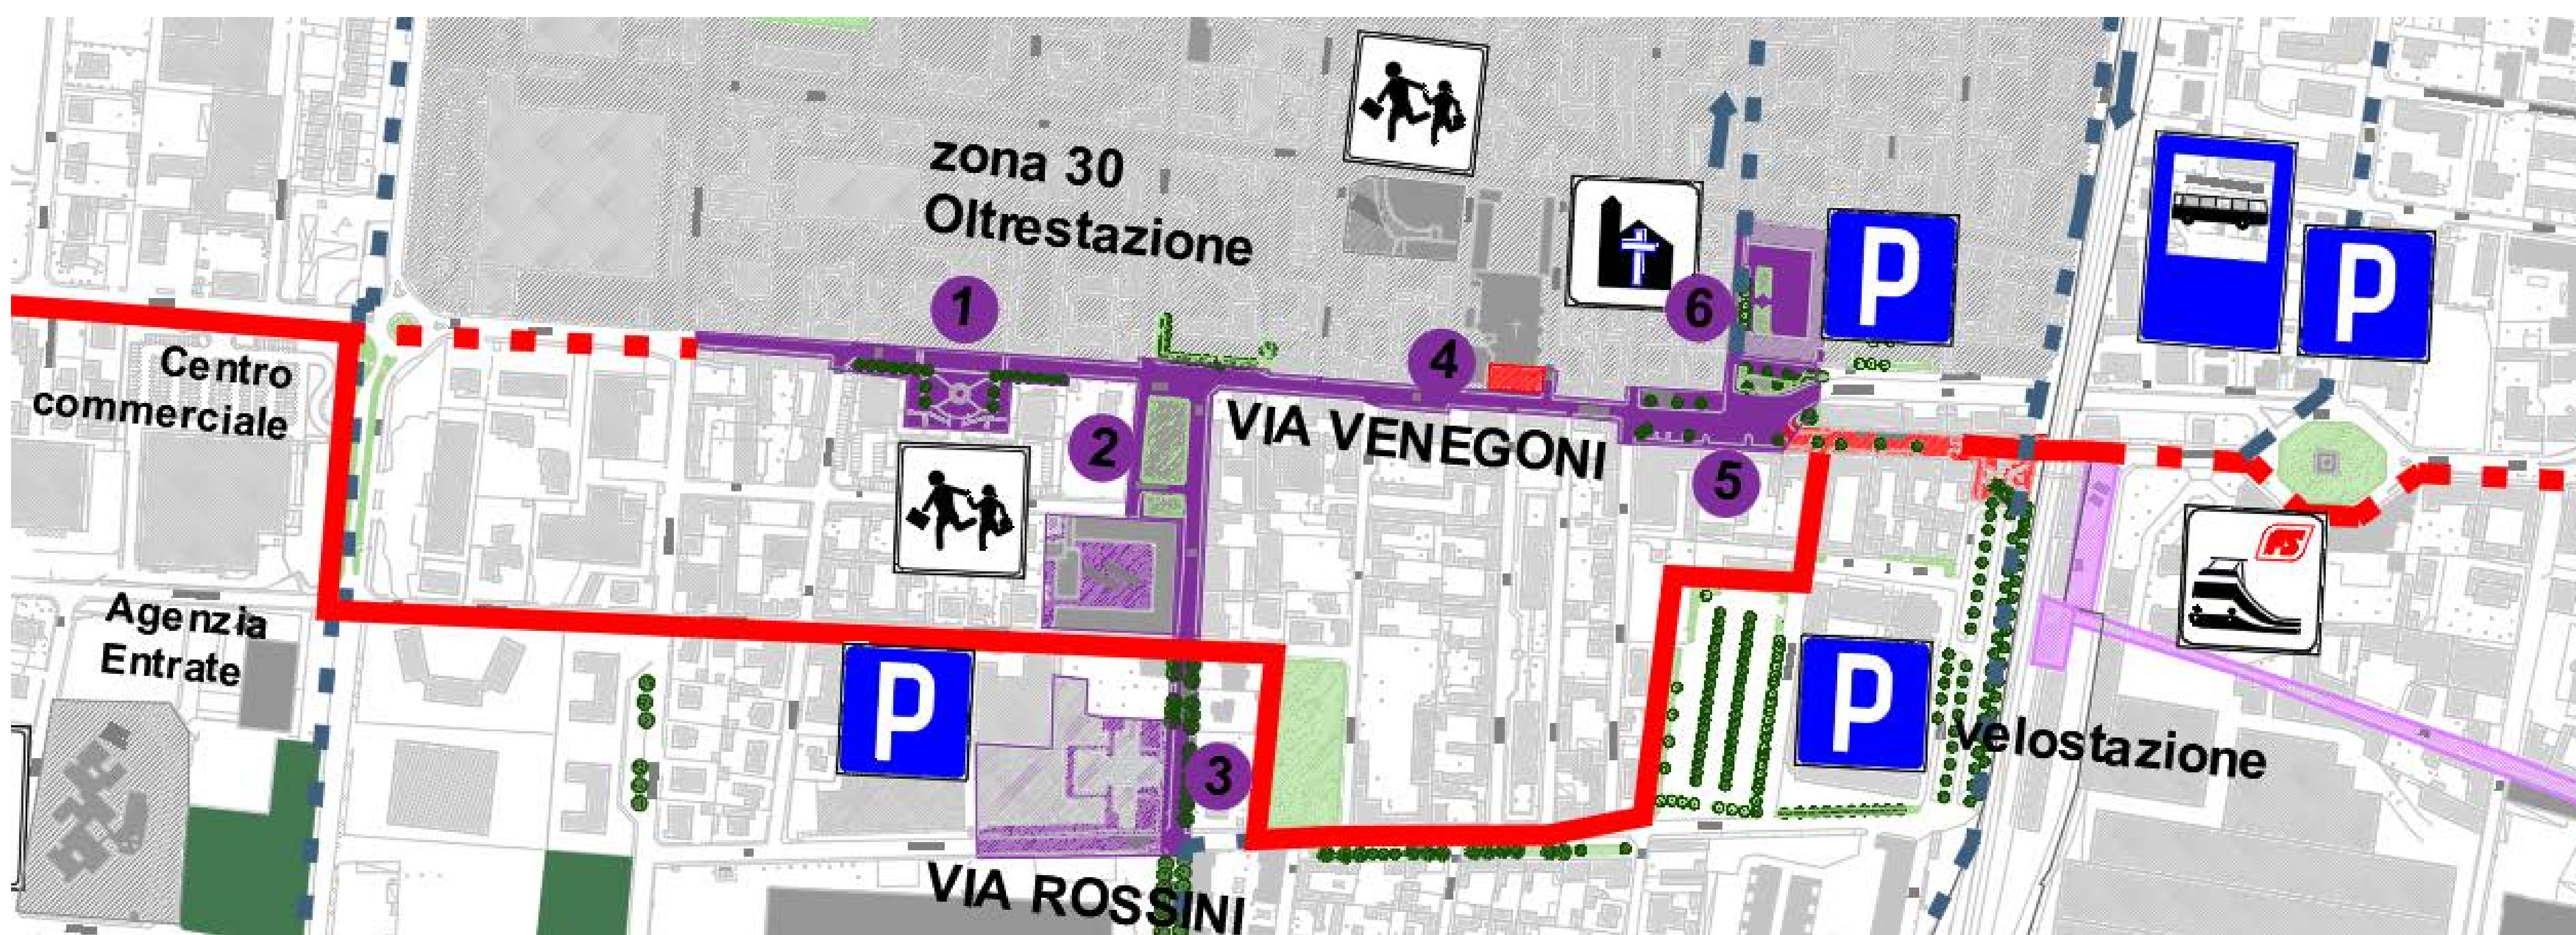 zona 30
Oltrestazione
1
6
P
P
Centro
commerciale
4
2
VIA VENEGONI
5
FS
Agenzia
Entrate
P
P
3
velostazione
VIA ROSSINI